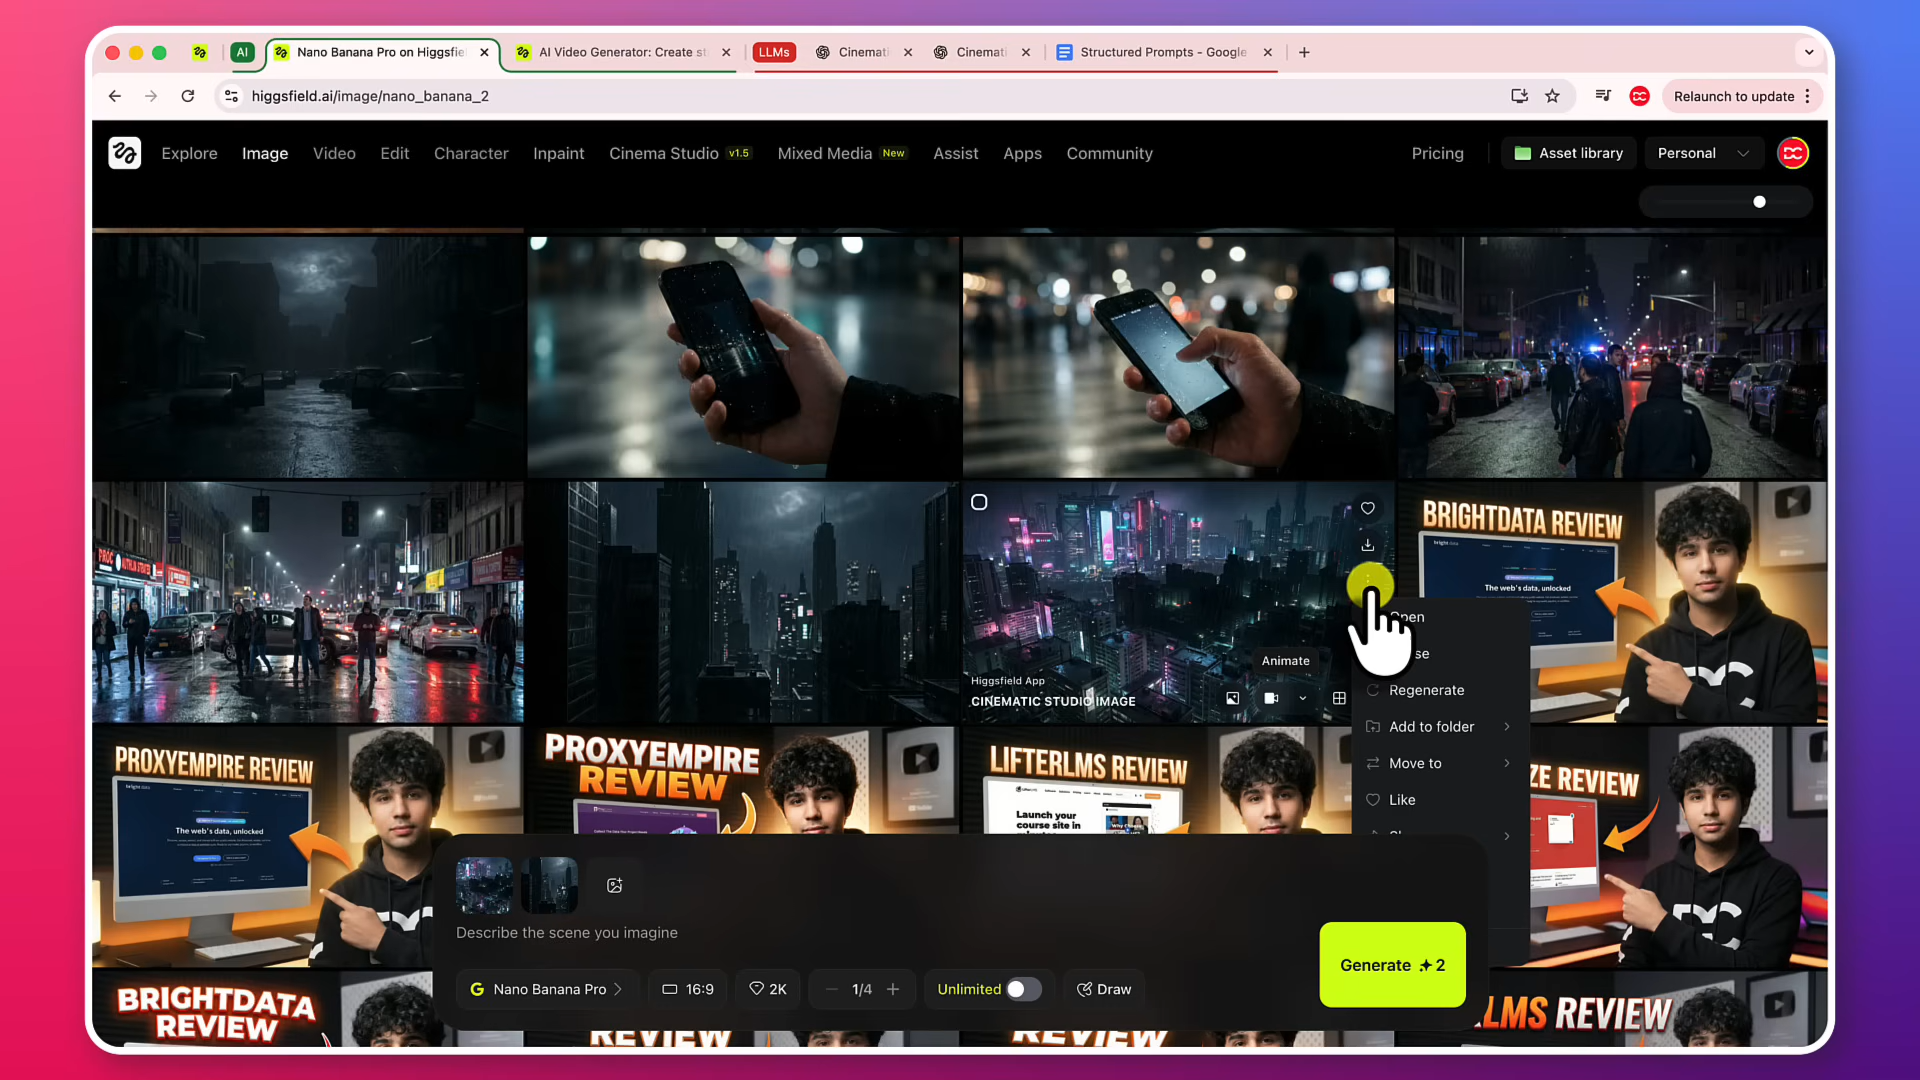 AI
Nano Banana Pro on Higgsfie
AI Video Generator: Create st
LLMs
Cinemati
Cinemati
Structured Prompts - Google
higgsfield.ai/image/nano_banana_2
Relaunch to update
Explore
Image
Video
Edit
Character
Inpaint
Cinema Studio v1.5
Mixed Media New
Assist
Apps
Community
Pricing
Asset library
Personal
BRIGHTDATA REVIEW
The web's data, unlocked
Open
Animate
Higgsfield App
CINEMATIC STUDIO IMAGE
Regenerate
Add to folder
Move to
Like
PROXYEMPIRE REVIEW
The web's data, unlocked
PROXYEMPIRE
REVIEW
LIFTERLMS REVIEW
Launch your
course site in
ZE REVIEW
Describe the scene you imagine
Nano Banana Pro
16:9
2K
1/4
Unlimited
Draw
Generate 2
BRIGHTDATA
REVIEW
REVIEW
REVIEW
LMS REVIEW